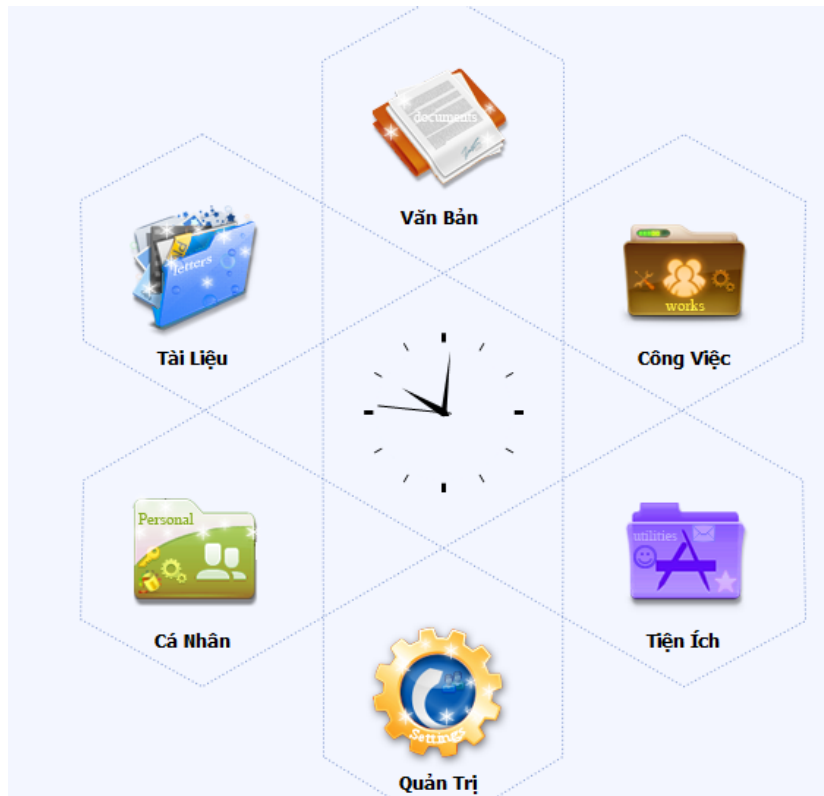 documents
Văn Bản
letters
Tài Liệu
works
Công Việc
Personal
Cá Nhân
utilities
Tiện Ích
Settings
Quản Trị